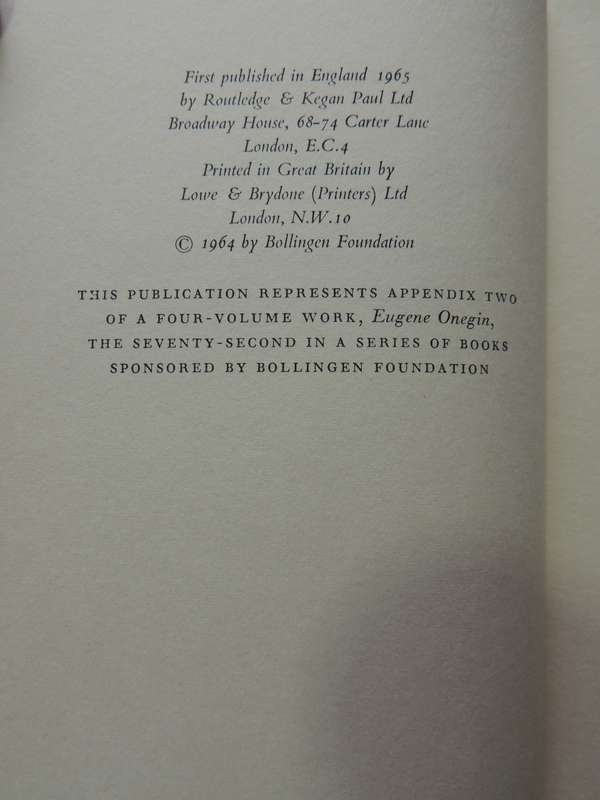 First published in England 1965
by Routledge & Kegan Paul Ltd
Broadway House, 68-74 Carter Lane
London, E.C.4
Printed in Great Britain by
Lowe & Brydone (Printers) Ltd
London, N.W.10
© 1964 by Bollingen Foundation
THIS PUBLICATION REPRESENTS APPENDIX TWO
OF A FOUR-VOLUME WORK, Eugene Onegin,
THE SEVENTY-SECOND IN A SERIES OF BOOKS
SPONSORED BY BOLLINGEN FOUNDATION